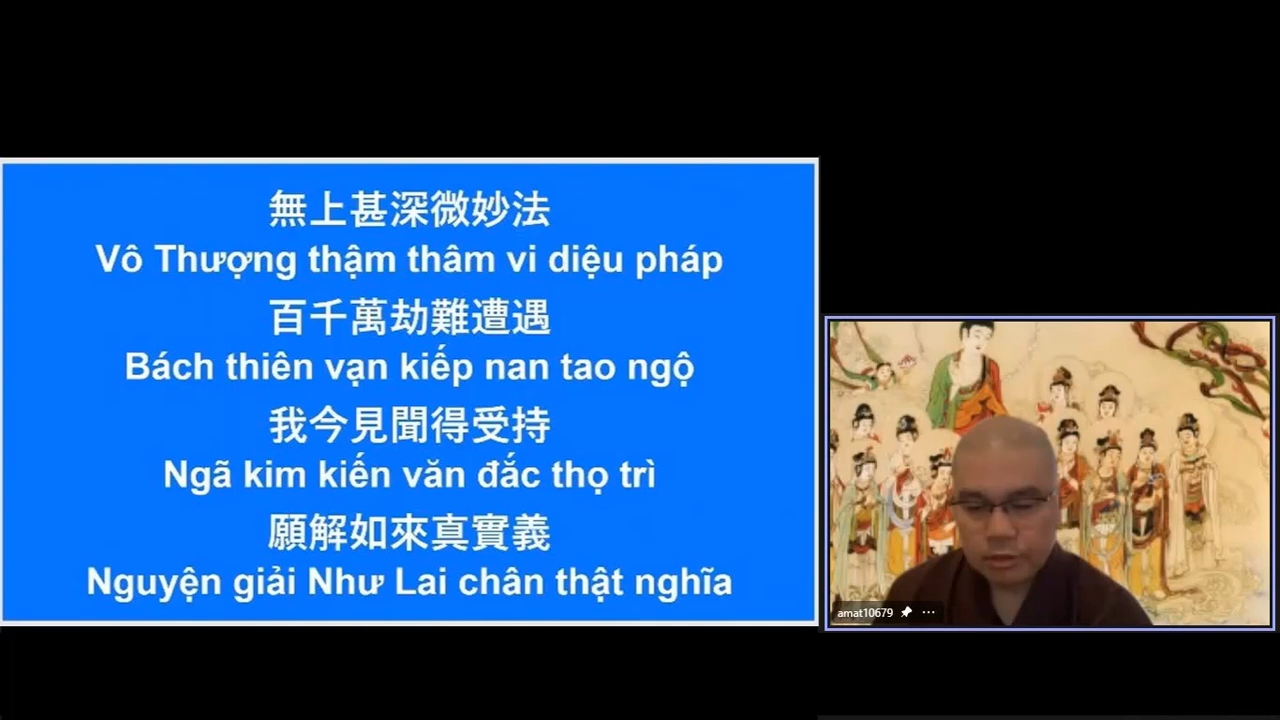 無上甚深微妙法
Vô Thượng thậm thâm vi diệu pháp
百千萬劫難遭遇
Bách thiên vạn kiếp nan tao ngộ
我今見聞得受持
Ngã kim kiến văn đắc thọ trì
願解如來真實義
Nguyện giải Như Lai chân thật nghĩa
amat10679